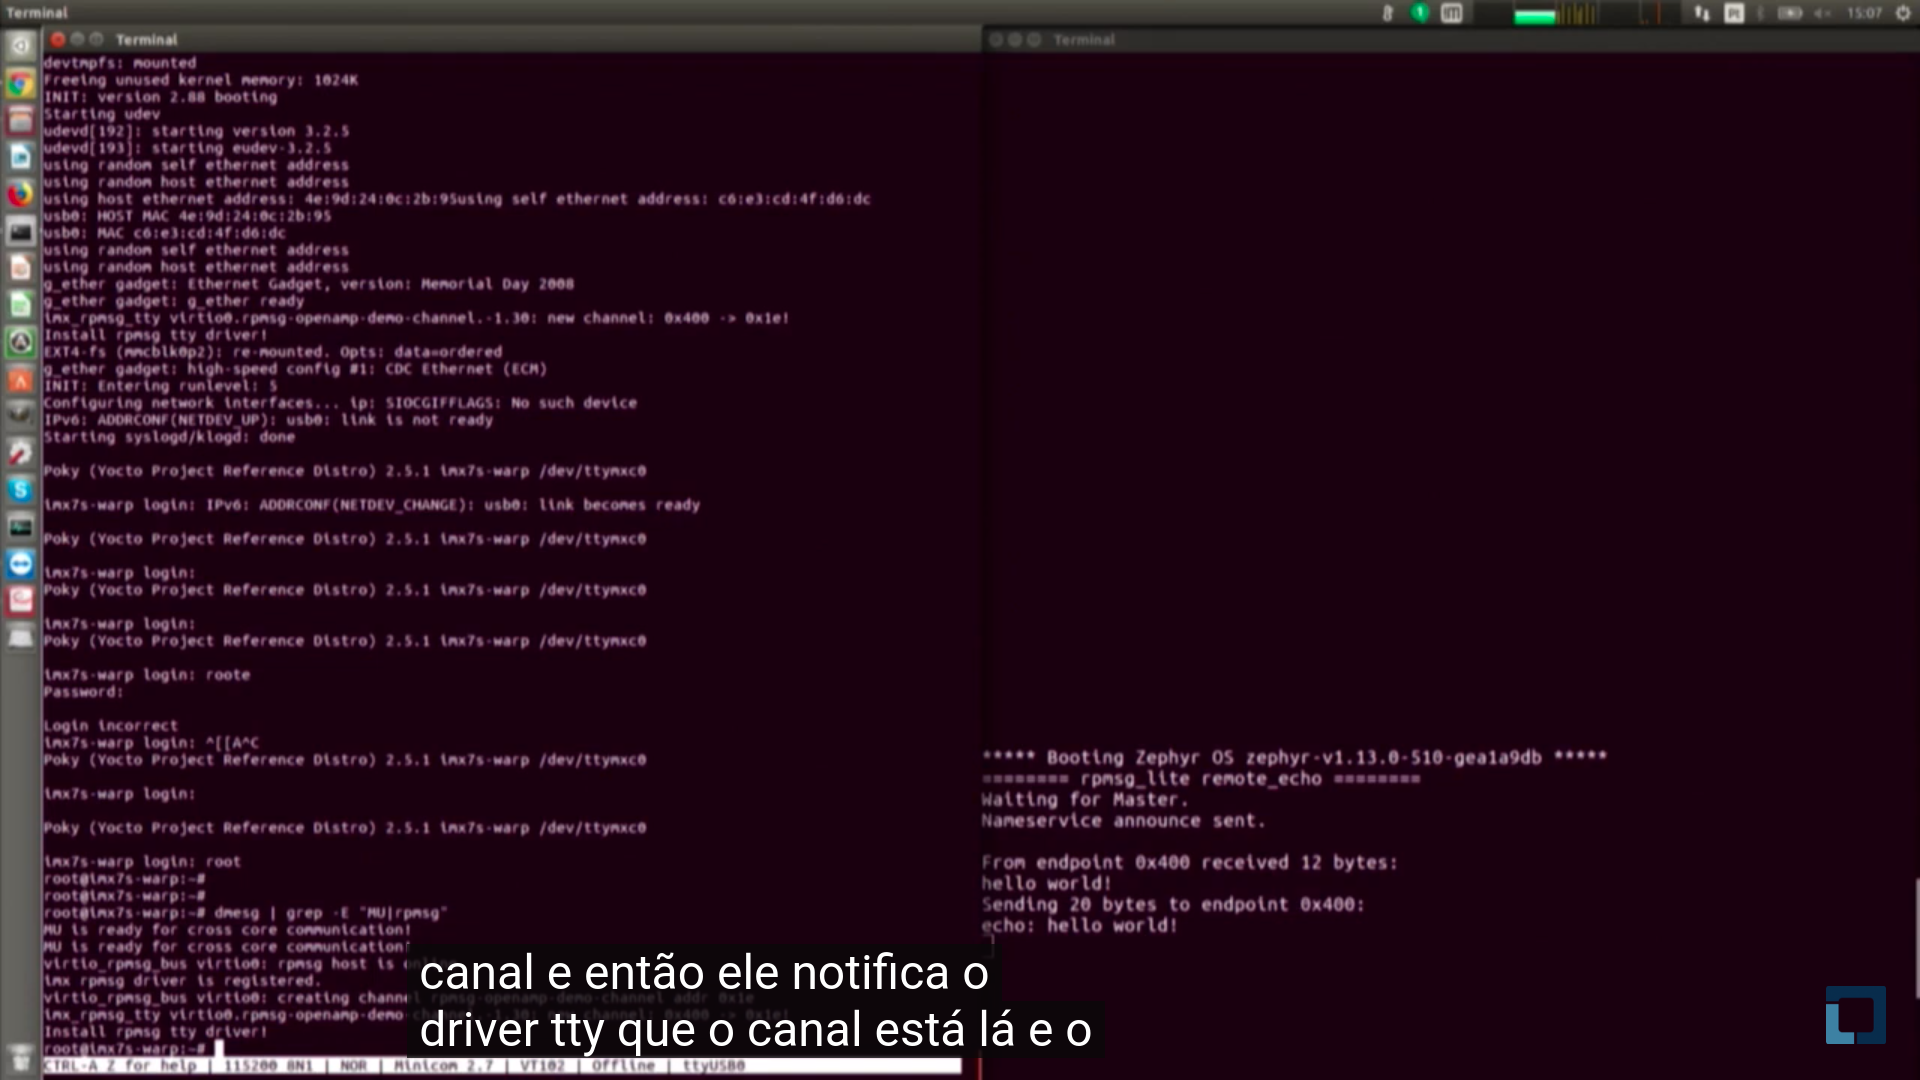 Terminal
15:07
Terminal
devtmpfs: mounted
Freeing unused kernel memory: 1024K
INIT: version 2.88 booting
Starting udev
udevd[192]: starting version 3.2.5
udevd[193]: starting eudev-3.2.5
using random self ethernet address
using random host ethernet address
using host ethernet address: 4e:9d:24:0c:2b:95using self ethernet address: c6:e3:cd:4f:d6:dc
usb0: HOST MAC 4e:9d:24:0c:2b:95
usb0: MAC c6:e3:cd:4f:d6:dc
using random self ethernet address
using random host ethernet address
g_ether gadget: Ethernet Gadget, version: Memorial Day 2008
g_ether gadget: g_ether ready
imx_rpmsg_tty virtio0.rpmsg-openamp-demo-channel.-1.30: new channel: 0x400 -> 0x1e!
Install rpmsg tty driver!
EXT4-fs (mmcblk0p2): re-mounted. Opts: data=ordered
g_ether gadget: high-speed config #1: CDC Ethernet (ECM)
INIT: Entering runlevel: 5
Configuring network interfaces... ip: SIOCGIFFLAGS: No such device
IPv6: ADDRCONF(NETDEV_UP): usb0: link is not ready
Starting syslogd/klogd: done
Poky (Yocto Project Reference Distro) 2.5.1 imx7s-warp /dev/ttymxc0
imx7s-warp login: IPv6: ADDRCONF(NETDEV_CHANGE): usb0: link becomes ready
Poky (Yocto Project Reference Distro) 2.5.1 imx7s-warp /dev/ttymxc0
imx7s-warp login:
Poky (Yocto Project Reference Distro) 2.5.1 imx7s-warp /dev/ttymxc0
imx7s-warp login:
Poky (Yocto Project Reference Distro) 2.5.1 imx7s-warp /dev/ttymxc0
imx7s-warp login: roote
Password:
Login incorrect
imx7s-warp login: ^[[A^C
Poky (Yocto Project Reference Distro) 2.5.1 imx7s-warp /dev/ttymxc0
imx7s-warp login:
Poky (Yocto Project Reference Distro) 2.5.1 imx7s-warp /dev/ttymxc0
imx7s-warp login: root
root@imx7s-warp:~#
root@imx7s-warp:~#
root@imx7s-warp:~# dmesg | grep -E "MU|rpmsg"
MU is ready for cross core communication!
MU is ready for cross core communication!
virtio_rpmsg_bus virtio0: rpmsg host is online
imx rpmsg driver is registered.
virtio_rpmsg_bus virtio0: creating channel rpmsg-openamp-demo-channel addr 0x1e
imx_rpmsg_tty virtio0.rpmsg-openamp-demo-channel.-1.30: new channel: 0x400 -> 0x1e!
Install rpmsg tty driver!
root@imx7s-warp:~#
CTRL-A Z for help | 115200 8N1 | NOR | Minicom 2.7 | VT102 | Offline | ttyUSB0
Terminal
***** Booting Zephyr OS zephyr-v1.13.0-510-gea1a9db *****
======== rpmsg_lite remote_echo ========
Waiting for Master.
Nameservice announce sent.
From endpoint 0x400 received 12 bytes:
hello world!
Sending 20 bytes to endpoint 0x400:
echo: hello world!
canal e então ele notifica o
driver tty que o canal está lá e o